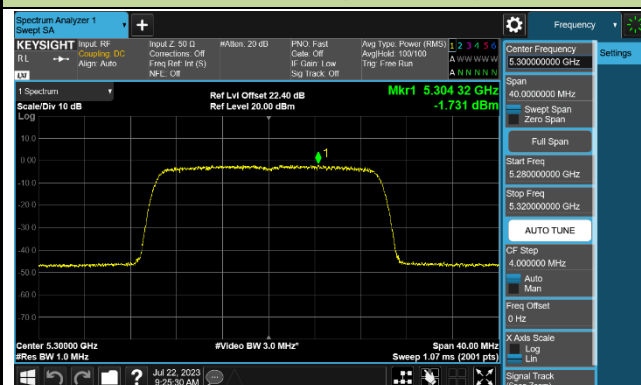 Spectrum Analyzer 1
Swept SA
+
Frequency
KEYSIGHT
RL
LXI
Input: RF
Coupling: DC
Align: Auto
Input Z: 50 Ω
Corrections: Off
Freq Ref: Int (S)
NFE: Off
#Atten: 20 dB
PNO: Fast
Gate: Off
IF Gain: Low
Sig Track: Off
Avg Type: Power (RMS)
Avg|Hold: 100/100
Trig: Free Run
1 2 3 4 5 6
A W W W W W
A N N N N N
Center Frequency
5.300000000 GHz
Settings
Span
40.0000000 MHz
Swept Span
Zero Span
Full Span
Start Freq
5.280000000 GHz
Stop Freq
5.320000000 GHz
AUTO TUNE
CF Step
4.000000 MHz
Auto
Man
Freq Offset
0 Hz
X Axis Scale
Log
Lin
Signal Track
(Span Zoom)
1 Spectrum
Scale/Div 10 dB
Log
Ref Lvl Offset 22.40 dB
Ref Level 20.00 dBm
Mkr1 5.304 32 GHz
-1.731 dBm
1
10.0
0.00
-10.0
-20.0
-30.0
-40.0
-50.0
-60.0
-70.0
Center 5.30000 GHz
#Res BW 1.0 MHz
#Video BW 3.0 MHz*
Span 40.00 MHz
Sweep 1.07 ms (2001 pts)
?
Jul 22, 2023
9:25:30 AM